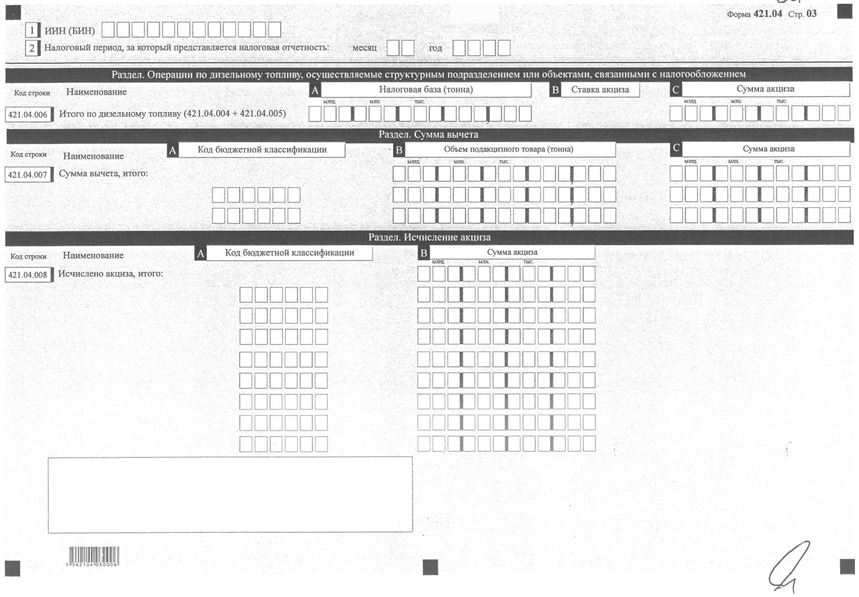 Форма 421.04 Стр. 03
1 ИИН (БИН)
2 Налоговый период, за который представляется налоговая отчетность: месяц год
Раздел. Операции по дизельному топливу, осуществляемые структурным подразделением или объектами, связанными с налогообложением
Код строки Наименование A Налоговая база (тонна) B Ставка акциза C Сумма акциза
млрд. млн. тыс. млрд. млн. тыс.
421.04.006 Итого по дизельному топливу (421.04.004 + 421.04.005)
Раздел. Сумма вычета
Код строки Наименование A Код бюджетной классификации B Объем подакцизного товара (тонна) C Сумма акциза
млрд. млн. тыс. млрд. млн. тыс.
421.04.007 Сумма вычета, итого:
Раздел. Исчисление акциза
Код строки Наименование A Код бюджетной классификации B Сумма акциза
млрд. млн. тыс.
421.04.008 Исчислено акциза, итого: